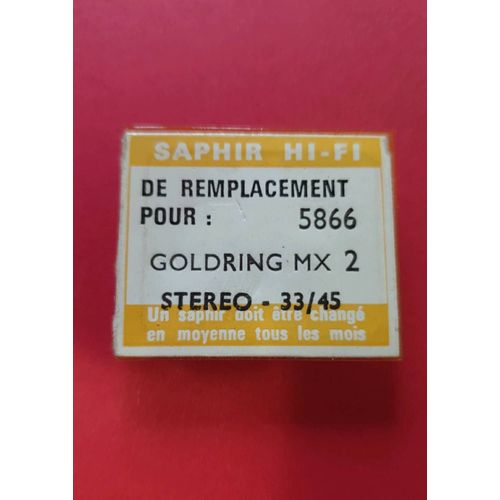 SAPHIR HI-FI
DE REMPLACEMENT
POUR : 5866
GOLDRING MX 2
STEREO - 33/45
Un saphir doit être changé
en moyenne tous les mois